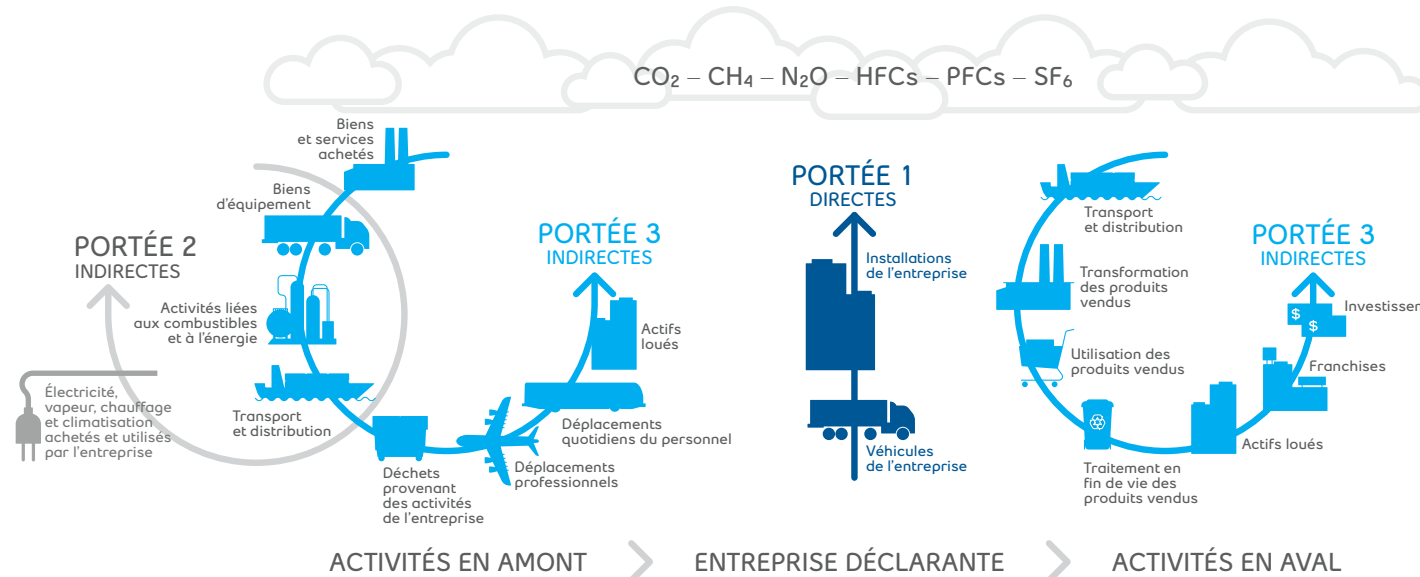 CO₂ – CH₄ – N₂O – HFCs – PFCs – SF₆
PORTÉE 2
INDIRECTES
Électricité,
vapeur, chauffage
et climatisation
achetés et utilisés
par l'entreprise
Biens
et services
achetés
Biens
d'équipement
Activités liées
aux combustibles
et à l'énergie
Transport
et distribution
Déchets
provenant
des activités
de l'entreprise
Déplacements
professionnels
Déplacements
quotidiens du personnel
Actifs
loués
PORTÉE 3
INDIRECTES
PORTÉE 1
DIRECTES
Installations
de l'entreprise
Véhicules
de l'entreprise
Transport
et distribution
Transformation
des produits
vendus
Utilisation des
produits vendus
Traitement en
fin de vie des
produits vendus
Actifs loués
Franchises
$
$
PORTÉE 3
INDIRECTES
ACTIVITÉS EN AMONT
ENTREPRISE DÉCLARANTE
ACTIVITÉS EN AVAL